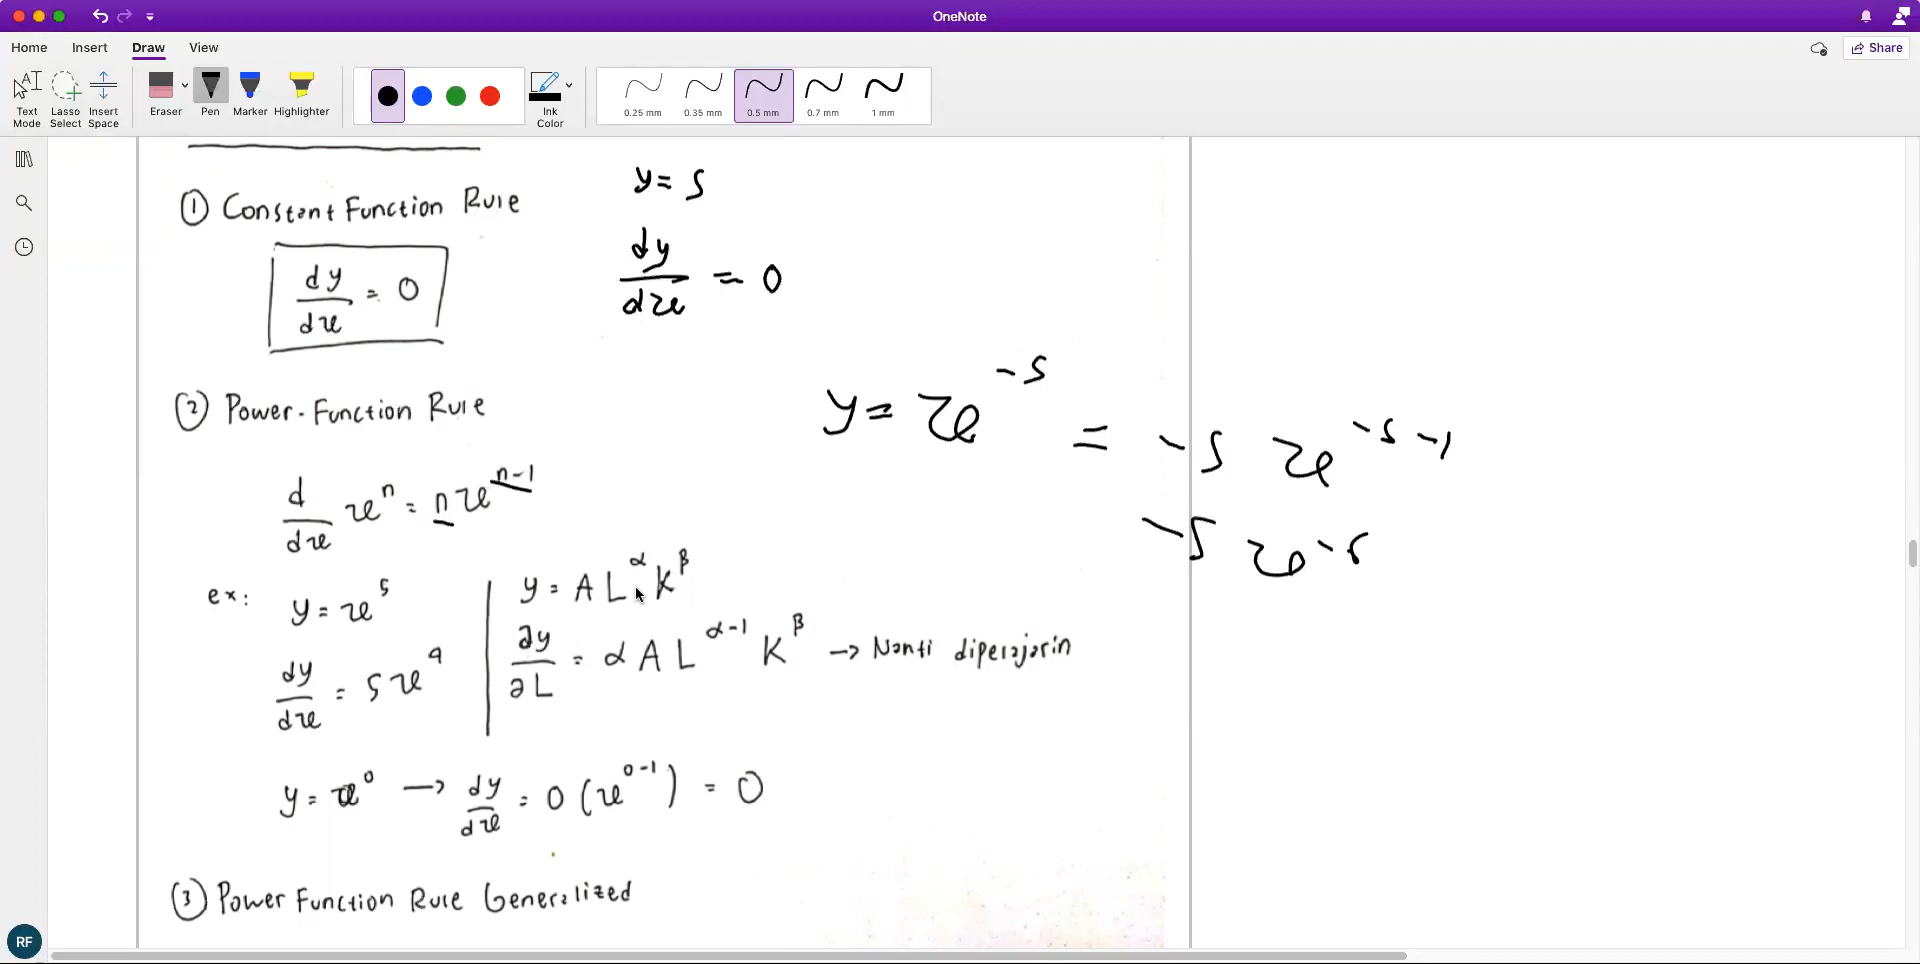 OneNote
Home Insert Draw View
Share
Text Mode
Lasso Select
Insert Space
Eraser
Pen
Marker
Highlighter
Ink Color
0.25 mm
0.35 mm
0.5 mm
0.7 mm
1 mm
① Constant Function Rule
dy/dx = 0
y = 5
dy/dx = 0
② Power-Function Rule
d/dx x^n = n x^(n-1)
y = x^-5 = -5 x^(-5-1)
-5 x^-6
ex: y = x^5
dy/dx = 5x^4
y = A L^α K^β
∂y/∂L = α A L^(α-1) K^β → Nanti dipelajarin
y = x^0 → dy/dx = 0 (x^(0-1)) = 0
③ Power Function Rule Generalized
RF